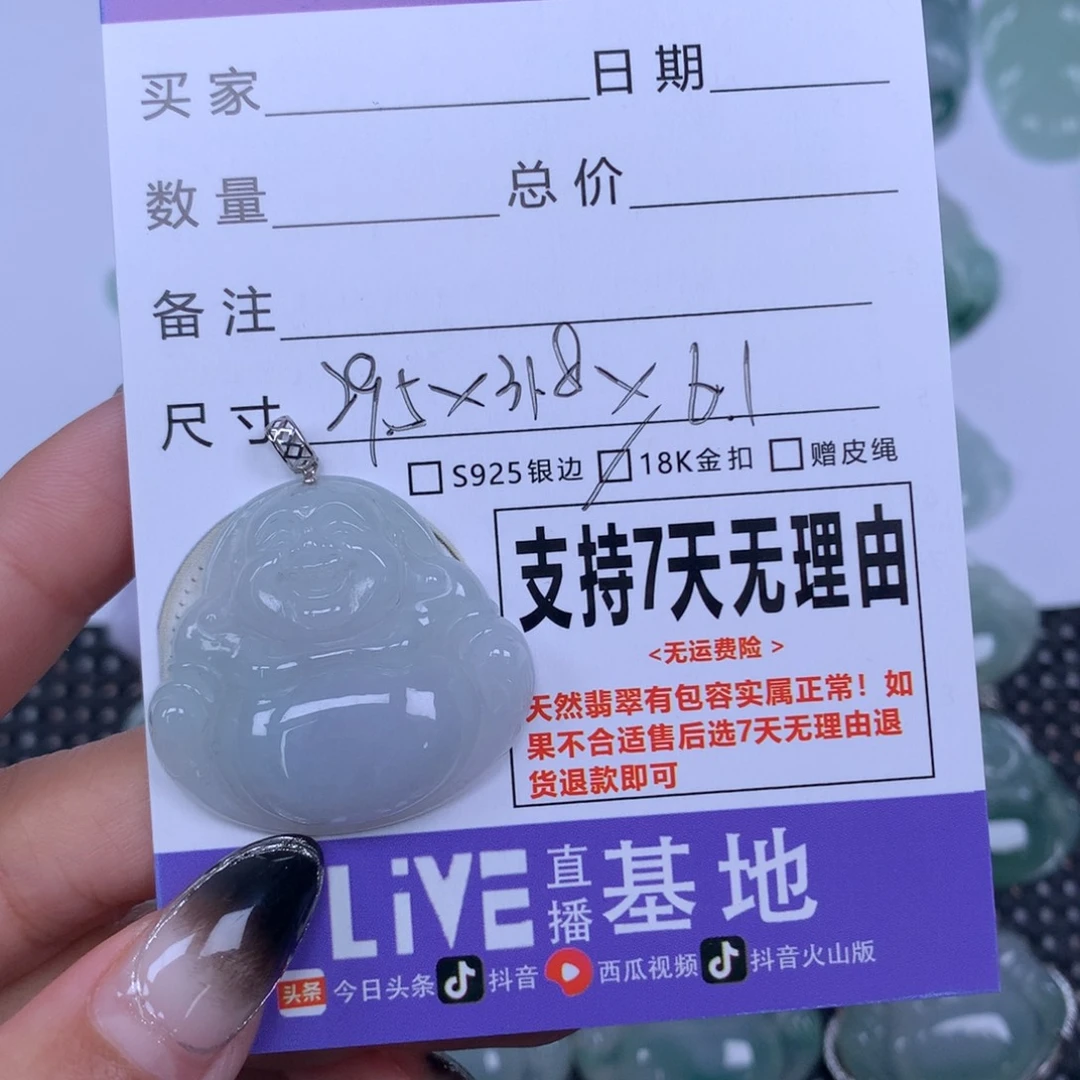 买家 日期
数量 总价
备注
尺寸 39.5×31.8×6.1
S925银边 18K金扣 赠皮绳
支持7天无理由
<无运费险>
天然翡翠有包容实属正常！如
果不合适售后选7天无理由退
货退款即可
LiVE 直播 基地
头条 今日头条 抖音 西瓜视频 抖音火山版